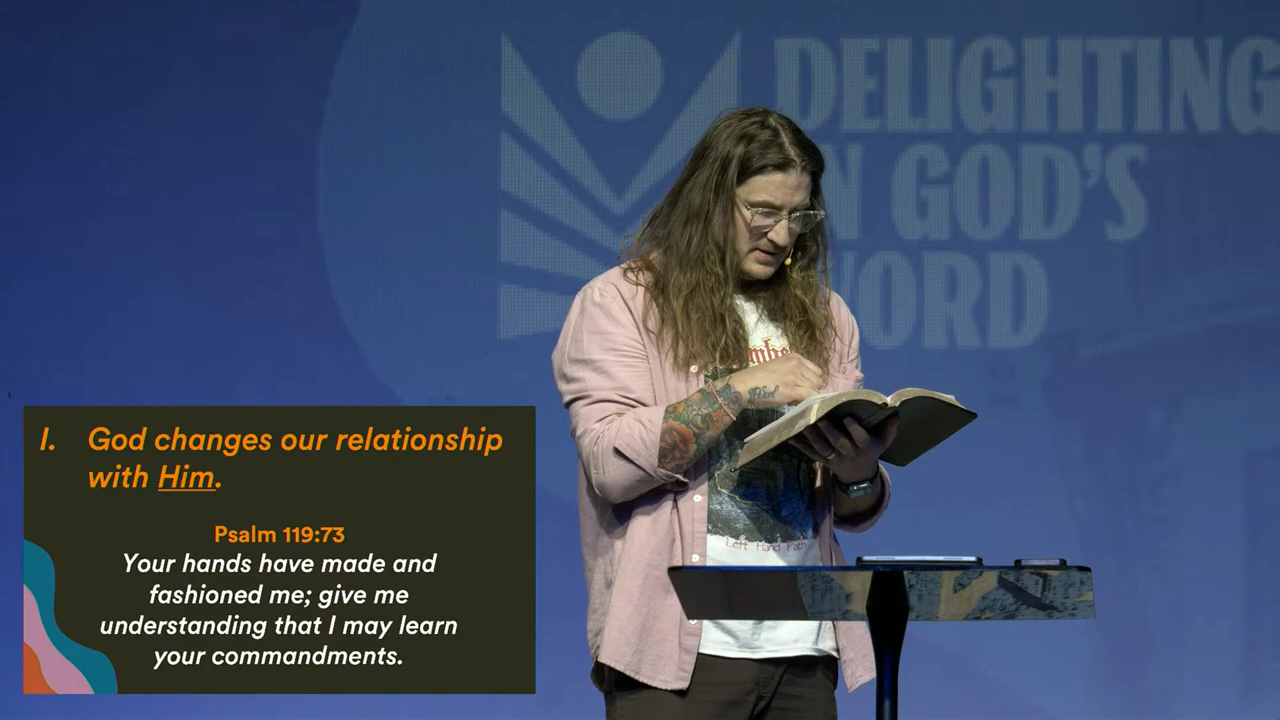 DELIGHTING
IN GOD'S
WORD
I. God changes our relationship
with Him.
Psalm 119:73
Your hands have made and
fashioned me; give me
understanding that I may learn
your commandments.
Left Hand Path